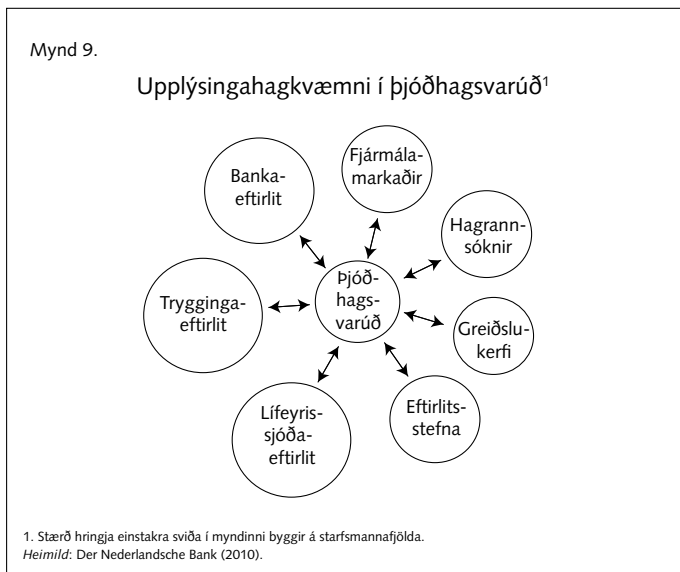 Mynd 9.
Upplýsingahagkvæmni í þjóðhagsvarúð¹
Banka-
eftirlit
Fjármála-
markaðir
Hagrann-
sóknir
Greiðslu-
kerfi
Eftirlits-
stefna
Lífeyris-
sjóða-
eftirlit
Trygginga-
eftirlit
Þjóð-
hags-
varúð
1. Stærð hringja einstakra sviða í myndinni byggir á starfsmannafjölda.
Heimild: Der Nederlandsche Bank (2010).